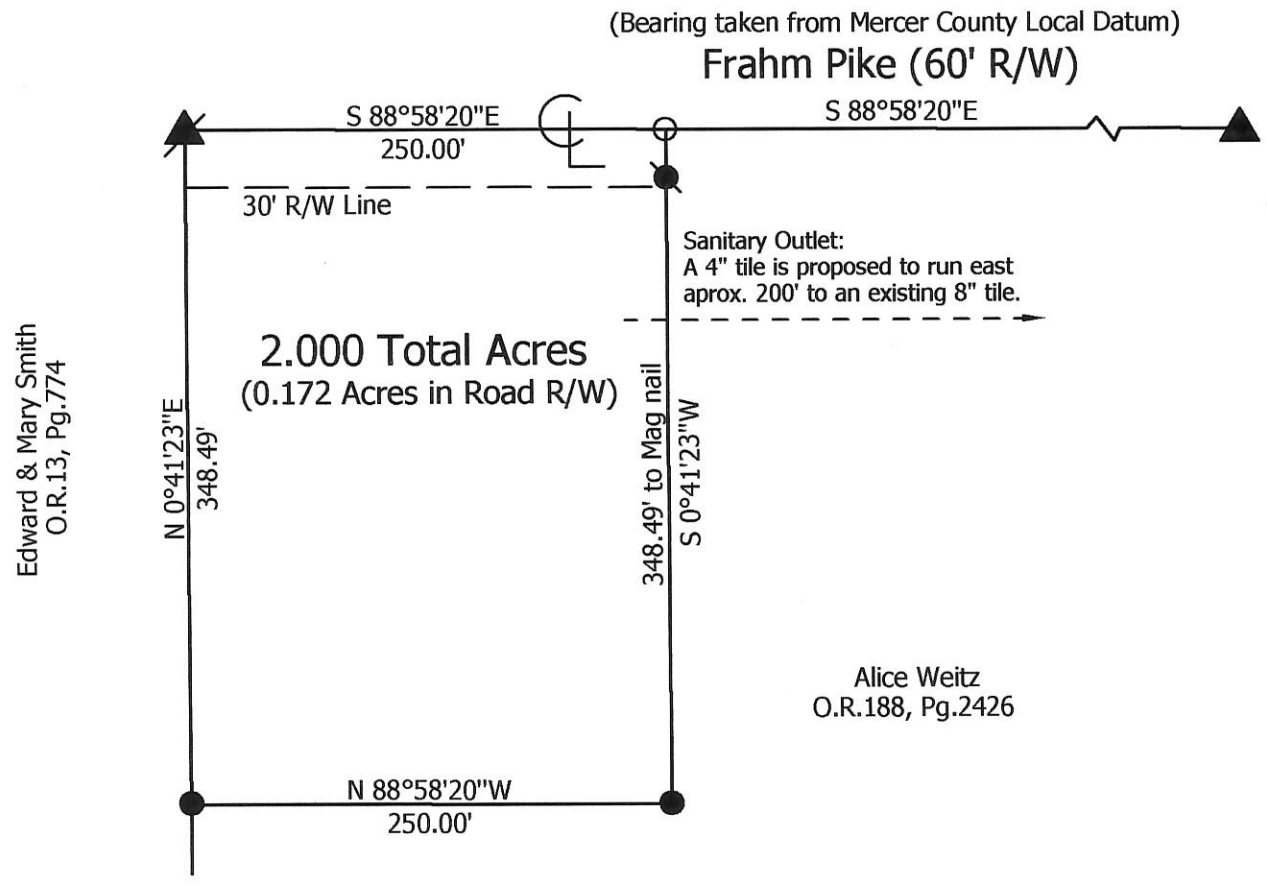 (Bearing taken from Mercer County Local Datum)
Frahm Pike (60' R/W)
S 88°58'20"E
250.00'
CL
S 88°58'20"E
30' R/W Line
Sanitary Outlet:
A 4" tile is proposed to run east
aprox. 200' to an existing 8" tile.
2.000 Total Acres
(0.172 Acres in Road R/W)
Edward & Mary Smith
O.R.13, Pg.774
N 0°41'23"E
348.49'
348.49' to Mag nail
S 0°41'23"W
Alice Weitz
O.R.188, Pg.2426
N 88°58'20"W
250.00'